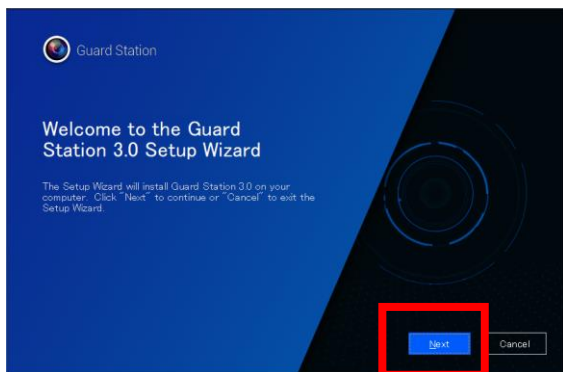 Guard Station
Welcome to the Guard
Station 3.0 Setup Wizard
The Setup Wizard will install Guard Station 3.0 on your
computer. Click "Next" to continue or "Cancel" to exit the
Setup Wizard.
Next
Cancel